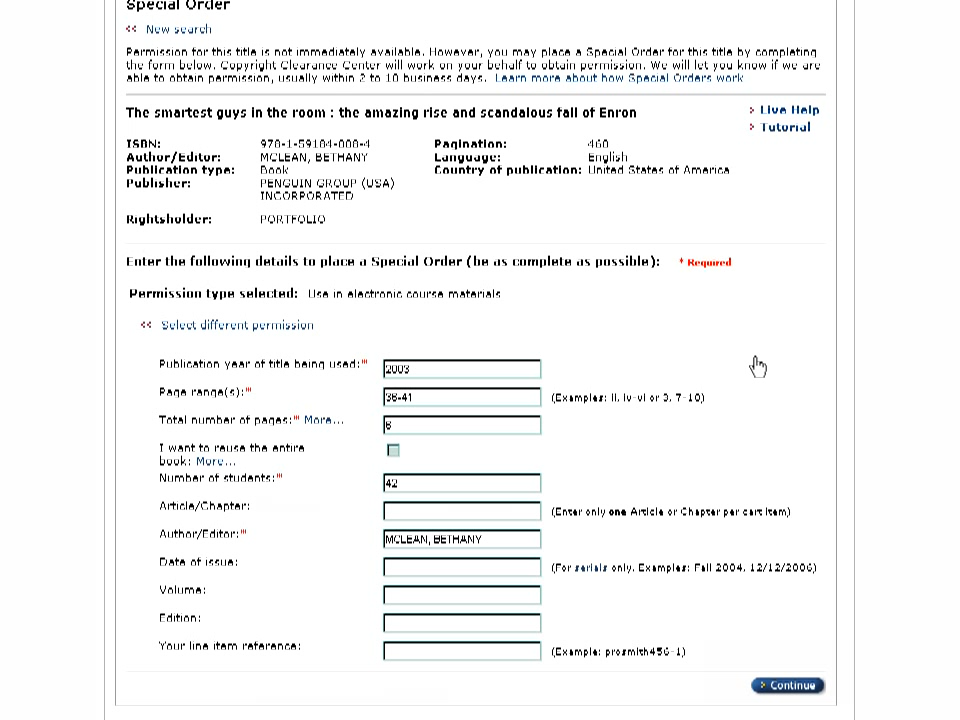 Special Order
<< New search
Permission for this title is not immediately available. However, you may place a Special Order for this title by completing
the form below. Copyright Clearance Center will work on your behalf to obtain permission. We will let you know if we are
able to obtain permission, usually within 2 to 10 business days. Learn more about how Special Orders work
The smartest guys in the room : the amazing rise and scandalous fall of Enron
> Live Help
> Tutorial
ISBN: 978-1-59184-008-4 Pagination: 460
Author/Editor: MCLEAN, BETHANY Language: English
Publication type: Book Country of publication: United States of America
Publisher: PENGUIN GROUP (USA)
INCORPORATED
Rightsholder: PORTFOLIO
Enter the following details to place a Special Order (be as complete as possible): * Required
Permission type selected: Use in electronic course materials
<< Select different permission
Publication year of title being used:* 2003
Page range(s):* 36-41 (Examples: ii, iv-vi or 3, 7-10)
Total number of pages:* More... 6
I want to reuse the entire
book: More...
Number of students:* 42
Article/Chapter: (Enter only one Article or Chapter per cart item)
Author/Editor:* MCLEAN, BETHANY
Date of issue: (For serials only. Examples: Fall 2004, 12/12/2006)
Volume:
Edition:
Your line item reference: (Example: prosmith456-1)
> Continue